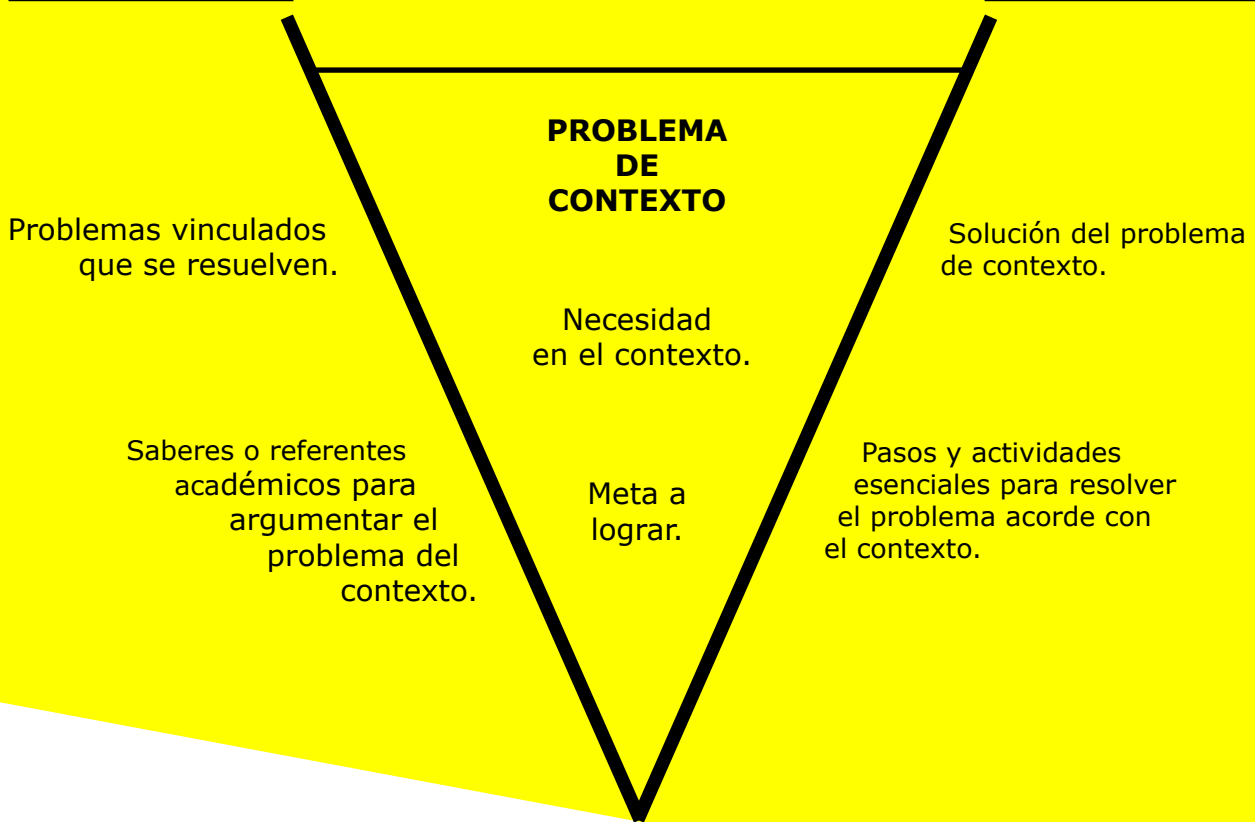 PROBLEMA
DE
CONTEXTO
Problemas vinculados
que se resuelven.
Necesidad
en el contexto.
Solución del problema
de contexto.
Saberes o referentes
académicos para
argumentar el
problema del
contexto.
Meta a
lograr.
Pasos y actividades
esenciales para resolver
el problema acorde con
el contexto.